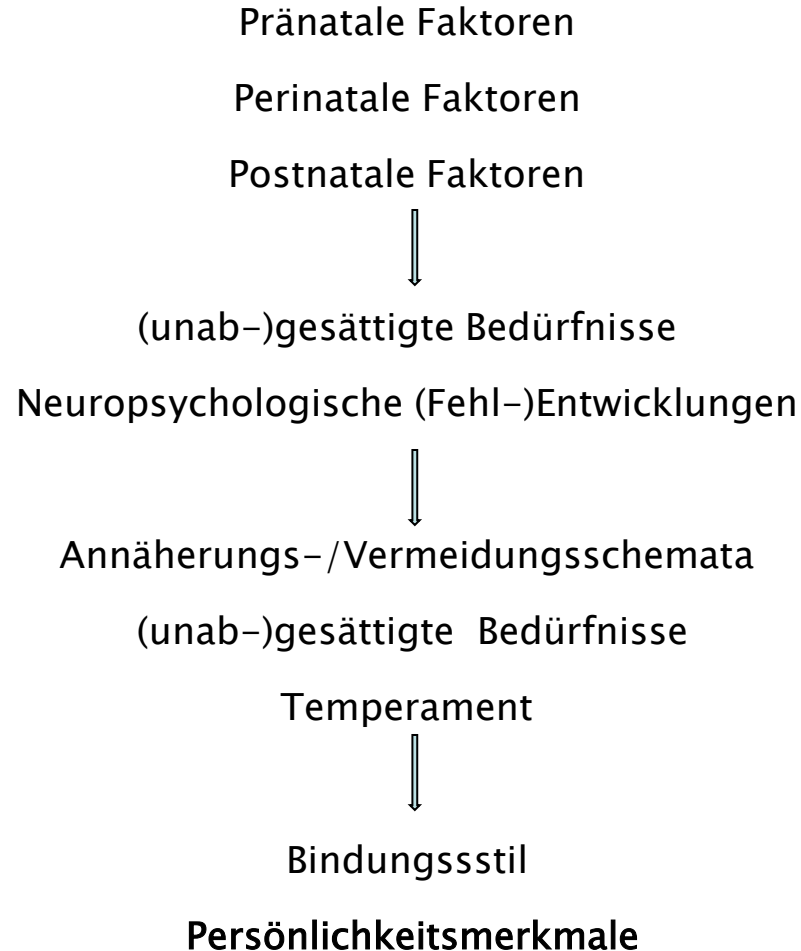 Pränatale Faktoren
Perinatale Faktoren
Postnatale Faktoren
(unab-)gesättigte Bedürfnisse
Neuropsychologische (Fehl-)Entwicklungen
Annäherungs-/Vermeidungsschemata
(unab-)gesättigte Bedürfnisse
Temperament
Bindungssstil
Persönlichkeitsmerkmale